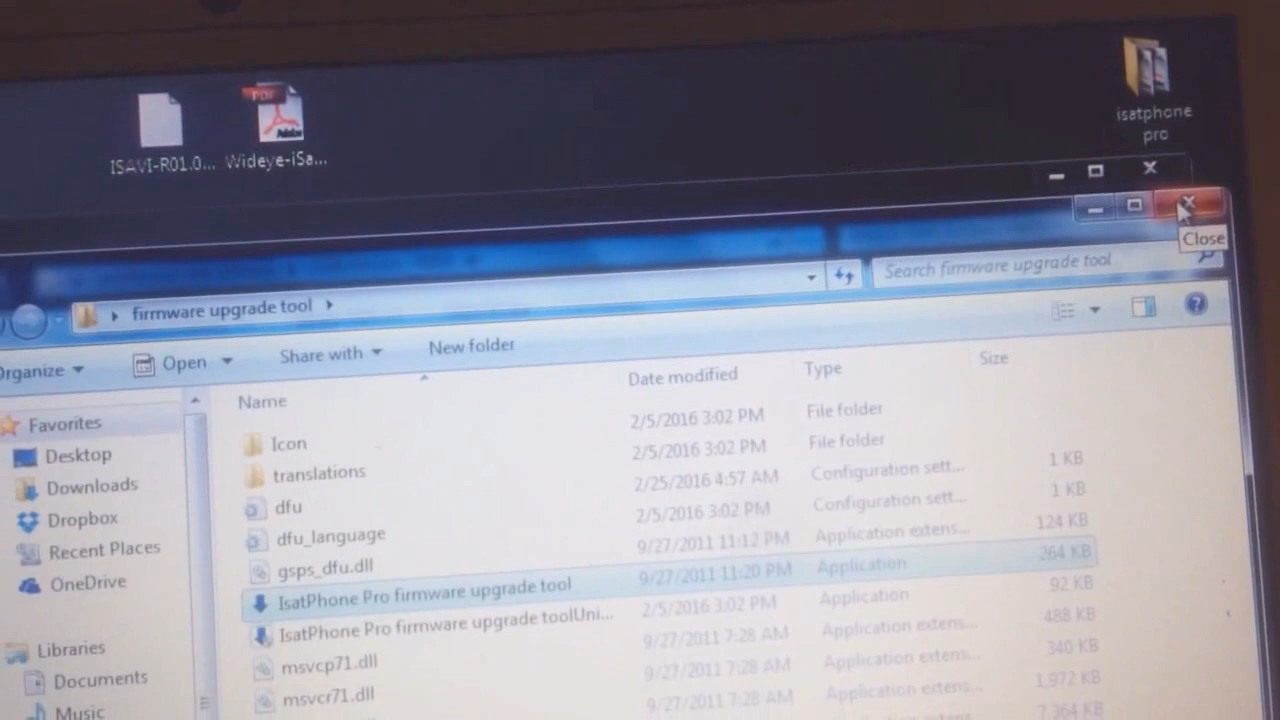 isatphone
pro
PDF
Adobe
ISAVI-R01.0... Wideye-iSa...
Close
firmware upgrade tool
Search firmware upgrade tool
Organize Open Share with New folder
Name Date modified Type Size
Icon 2/5/2016 3:02 PM File folder
translations 2/5/2016 3:02 PM File folder
dfu 2/25/2016 4:57 AM Configuration sett... 1 KB
dfu_language 2/5/2016 3:02 PM Configuration sett... 1 KB
gsps_dfu.dll 9/27/2011 11:12 PM Application extens... 124 KB
IsatPhone Pro firmware upgrade tool 9/27/2011 11:20 PM Application 264 KB
IsatPhone Pro firmware upgrade toolUni... 2/5/2016 3:02 PM Application 92 KB
msvcp71.dll 9/27/2011 7:28 AM Application extens... 488 KB
msvcr71.dll 9/27/2011 7:28 AM Application extens... 340 KB
Application extens... 1,972 KB
7,364 KB
Favorites
Desktop
Downloads
Dropbox
Recent Places
OneDrive
Libraries
Documents
Music